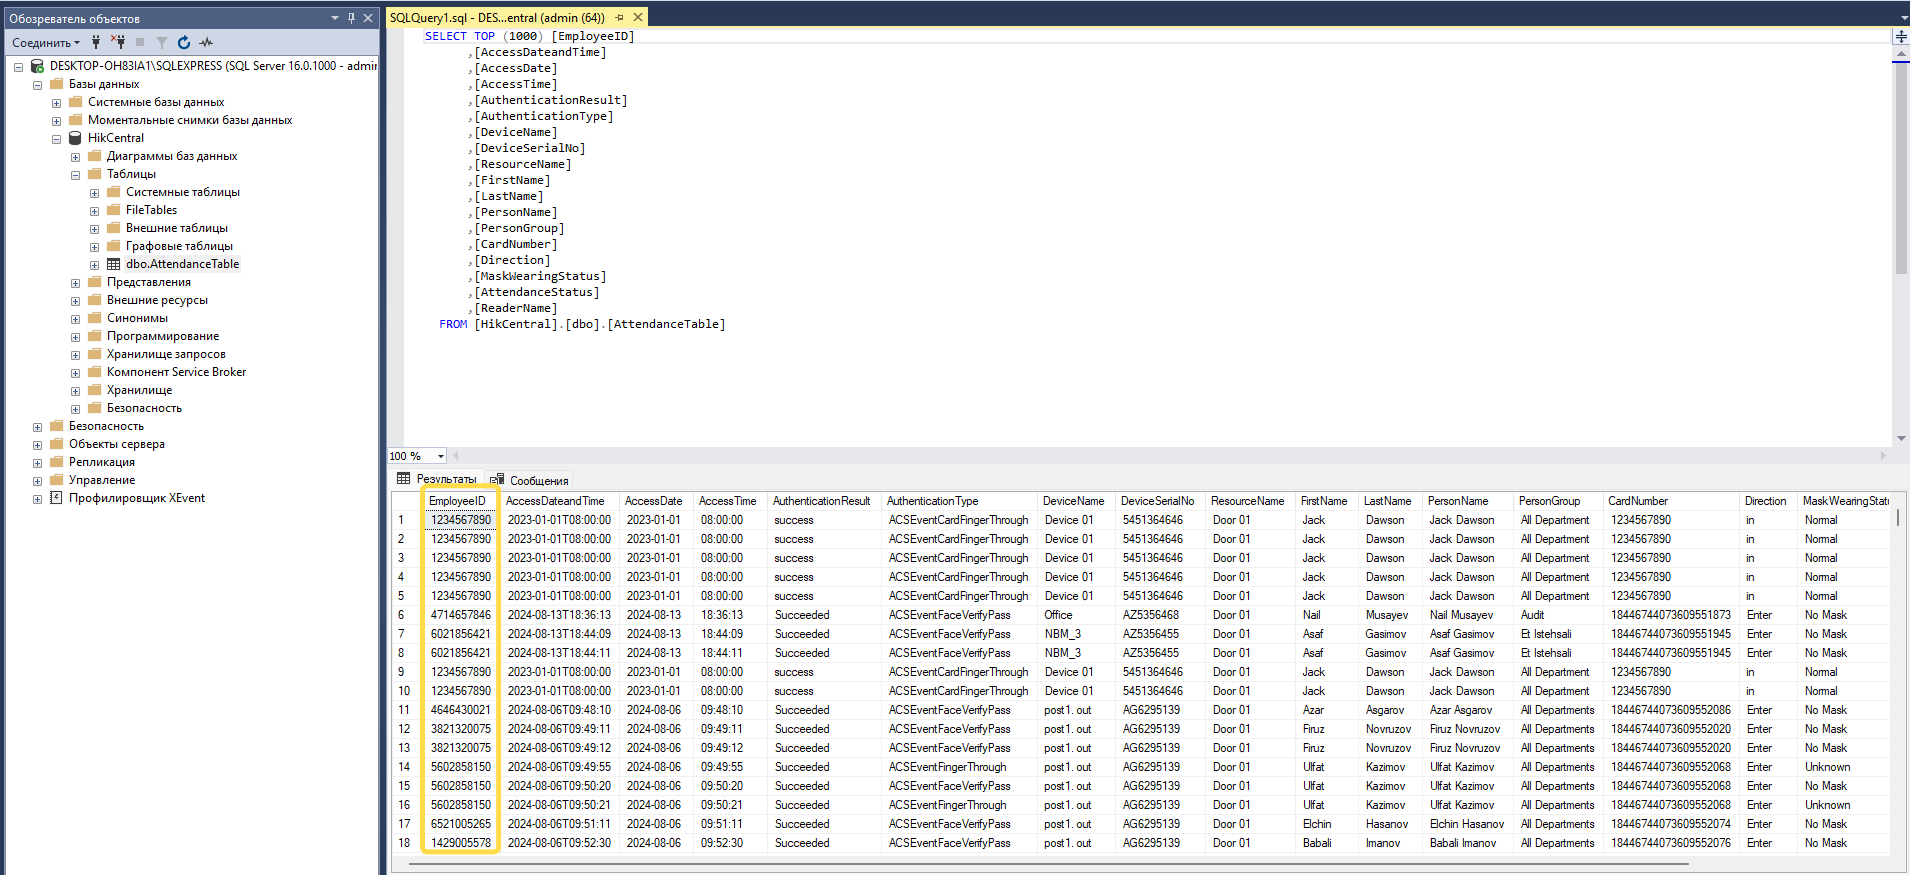 Обозреватель объектов
Соединить
DESKTOP-OH83IA1\SQLEXPRESS (SQL Server 16.0.1000 - admin
Базы данных
Системные базы данных
Моментальные снимки базы данных
HikCentral
Диаграммы баз данных
Таблицы
Системные таблицы
FileTables
Внешние таблицы
Графовые таблицы
dbo.AttendanceTable
Представления
Внешние ресурсы
Синонимы
Программирование
Хранилище запросов
Компонент Service Broker
Хранилище
Безопасность
Безопасность
Объекты сервера
Репликация
Управление
Профилировщик XEvent
SQLQuery1.sql - DES...entral (admin (64))
SELECT TOP (1000) [EmployeeID]
,[AccessDateandTime]
,[AccessDate]
,[AccessTime]
,[AuthenticationResult]
,[AuthenticationType]
,[DeviceName]
,[DeviceSerialNo]
,[ResourceName]
,[FirstName]
,[LastName]
,[PersonName]
,[PersonGroup]
,[CardNumber]
,[Direction]
,[MaskWearingStatus]
,[AttendanceStatus]
,[ReaderName]
FROM [HikCentral].[dbo].[AttendanceTable]
100 %
Результаты Сообщения
EmployeeID AccessDateandTime AccessDate AccessTime AuthenticationResult AuthenticationType DeviceName DeviceSerialNo ResourceName FirstName LastName PersonName PersonGroup CardNumber Direction MaskWearingStatu
1 1234567890 2023-01-01T08:00:00 2023-01-01 08:00:00 success ACSEventCardFingerThrough Device 01 5451364646 Door 01 Jack Dawson Jack Dawson All Department 1234567890 in Normal
2 1234567890 2023-01-01T08:00:00 2023-01-01 08:00:00 success ACSEventCardFingerThrough Device 01 5451364646 Door 01 Jack Dawson Jack Dawson All Department 1234567890 in Normal
3 1234567890 2023-01-01T08:00:00 2023-01-01 08:00:00 success ACSEventCardFingerThrough Device 01 5451364646 Door 01 Jack Dawson Jack Dawson All Department 1234567890 in Normal
4 1234567890 2023-01-01T08:00:00 2023-01-01 08:00:00 success ACSEventCardFingerThrough Device 01 5451364646 Door 01 Jack Dawson Jack Dawson All Department 1234567890 in Normal
5 1234567890 2023-01-01T08:00:00 2023-01-01 08:00:00 success ACSEventCardFingerThrough Device 01 5451364646 Door 01 Jack Dawson Jack Dawson All Department 1234567890 in Normal
6 4714657846 2024-08-13T18:36:13 2024-08-13 18:36:13 Succeeded ACSEventFaceVerifyPass Office AZ5356468 Door 01 Nail Musayev Nail Musayev Audit 18446744073609551873 Enter No Mask
7 6021856421 2024-08-13T18:44:09 2024-08-13 18:44:09 Succeeded ACSEventFaceVerifyPass NBM_3 AZ5356455 Door 01 Asaf Gasimov Asaf Gasimov Et Istehsali 18446744073609551945 Enter No Mask
8 6021856421 2024-08-13T18:44:11 2024-08-13 18:44:11 Succeeded ACSEventFaceVerifyPass NBM_3 AZ5356455 Door 01 Asaf Gasimov Asaf Gasimov Et Istehsali 18446744073609551945 Enter No Mask
9 1234567890 2023-01-01T08:00:00 2023-01-01 08:00:00 success ACSEventCardFingerThrough Device 01 5451364646 Door 01 Jack Dawson Jack Dawson All Department 1234567890 in Normal
10 1234567890 2023-01-01T08:00:00 2023-01-01 08:00:00 success ACSEventCardFingerThrough Device 01 5451364646 Door 01 Jack Dawson Jack Dawson All Department 1234567890 in Normal
11 4646430021 2024-08-06T09:48:10 2024-08-06 09:48:10 Succeeded ACSEventFaceVerifyPass post1. out AG6295139 Door 01 Azar Asgarov Azar Asgarov All Departments 18446744073609552086 Enter No Mask
12 3821320075 2024-08-06T09:49:11 2024-08-06 09:49:11 Succeeded ACSEventFaceVerifyPass post1. out AG6295139 Door 01 Firuz Novruzov Firuz Novruzov All Departments 18446744073609552020 Enter No Mask
13 3821320075 2024-08-06T09:49:12 2024-08-06 09:49:12 Succeeded ACSEventFaceVerifyPass post1. out AG6295139 Door 01 Firuz Novruzov Firuz Novruzov All Departments 18446744073609552020 Enter No Mask
14 5602858150 2024-08-06T09:49:55 2024-08-06 09:49:55 Succeeded ACSEventFingerThrough post1. out AG6295139 Door 01 Ulfat Kazimov Ulfat Kazimov All Departments 18446744073609552068 Enter Unknown
15 5602858150 2024-08-06T09:50:20 2024-08-06 09:50:20 Succeeded ACSEventFaceVerifyPass post1. out AG6295139 Door 01 Ulfat Kazimov Ulfat Kazimov All Departments 18446744073609552068 Enter No Mask
16 5602858150 2024-08-06T09:50:21 2024-08-06 09:50:21 Succeeded ACSEventFingerThrough post1. out AG6295139 Door 01 Ulfat Kazimov Ulfat Kazimov All Departments 18446744073609552068 Enter Unknown
17 6521005265 2024-08-06T09:51:11 2024-08-06 09:51:11 Succeeded ACSEventFaceVerifyPass post1. out AG6295139 Door 01 Elchin Hasanov Elchin Hasanov All Departments 18446744073609552074 Enter No Mask
18 1429005578 2024-08-06T09:52:30 2024-08-06 09:52:30 Succeeded ACSEventFaceVerifyPass post1. out AG6295139 Door 01 Babali Imanov Babali Imanov All Departments 18446744073609552076 Enter No Mask